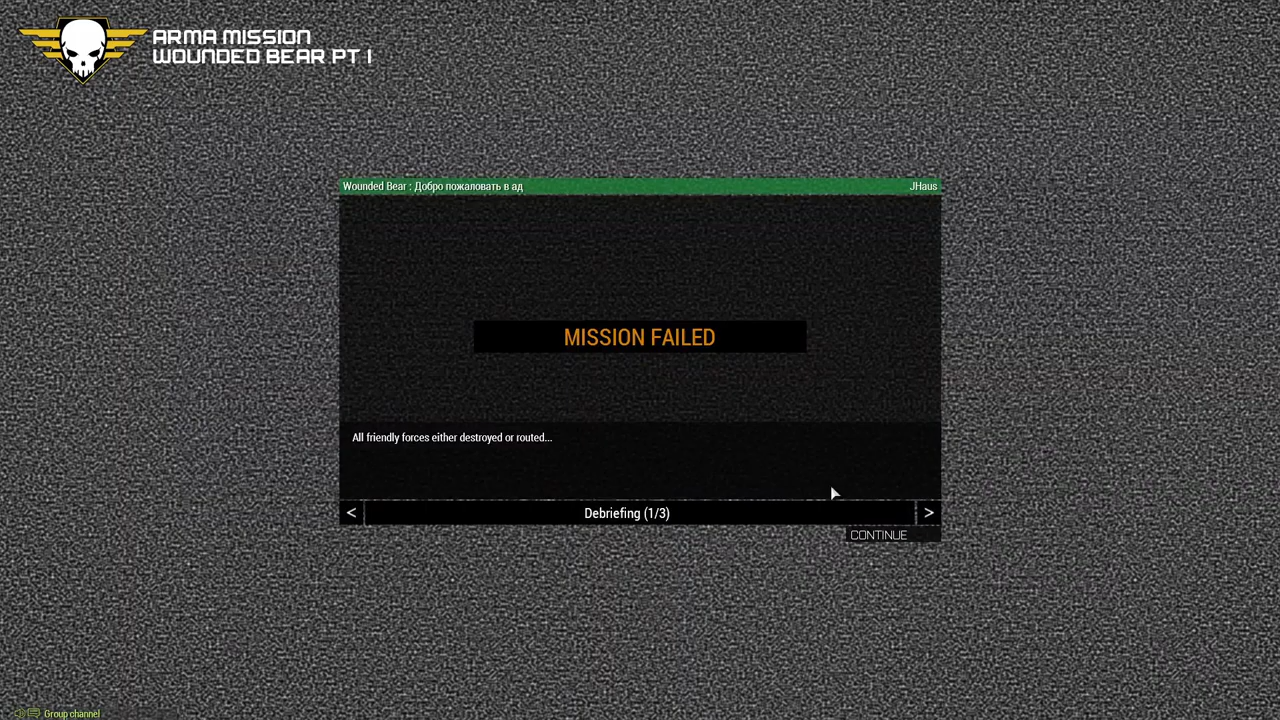 ARMA MISSION
WOUNDED BEAR PT 1
Wounded Bear : Добро пожаловать в ад
JHaus
MISSION FAILED
All friendly forces either destroyed or routed...
< Debriefing (1/3) >
CONTINUE
Group channel